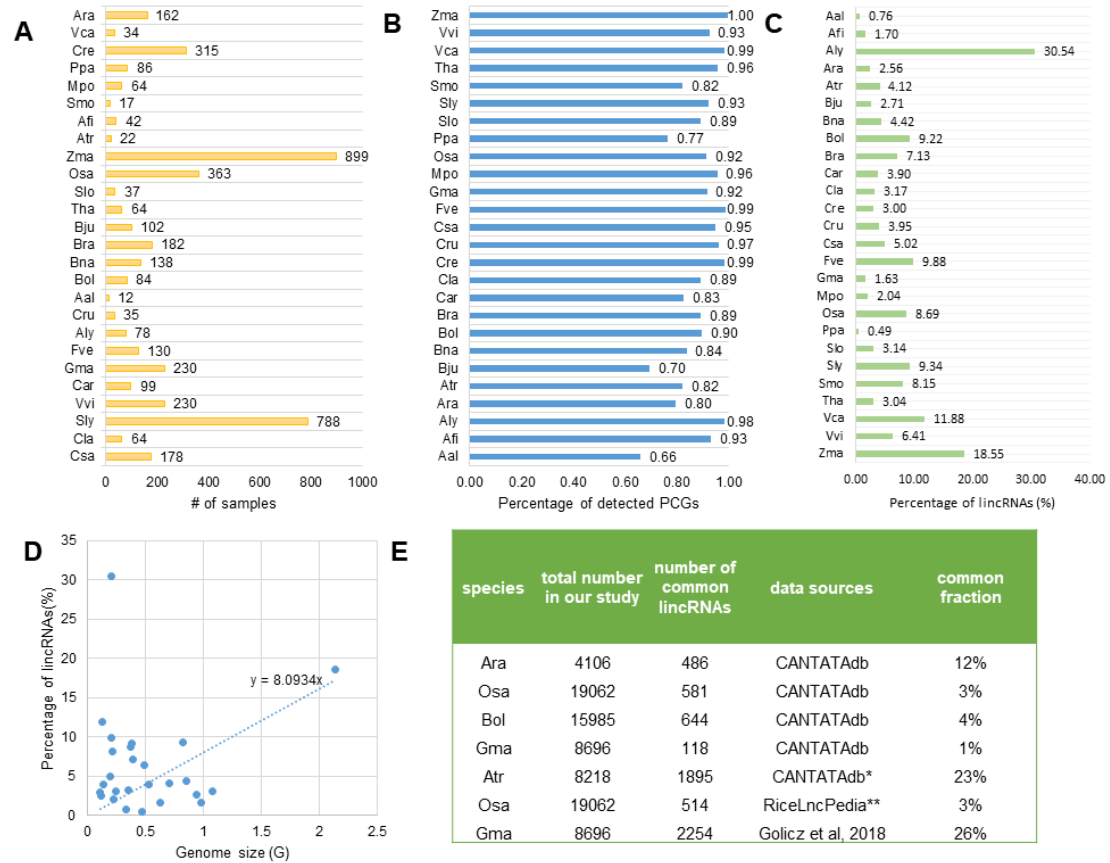 A
Ara 162
Vca 34
Cre 315
Ppa 86
Mpo 64
Smo 17
Afi 42
Atr 22
Zma 899
Osa 363
Slo 37
Tha 64
Bju 102
Bra 182
Bna 138
Bol 84
Aal 12
Cru 35
Aly 78
Fve 130
Gma 230
Car 99
Vvi 230
Sly 788
Cla 64
Csa 178
0 200 400 600 800 1000
# of samples
B
Zma 1.00
Vvi 0.93
Vca 0.99
Tha 0.96
Smo 0.82
Sly 0.93
Slo 0.89
Ppa 0.77
Osa 0.92
Mpo 0.96
Gma 0.92
Fve 0.99
Csa 0.95
Cru 0.97
Cre 0.99
Cla 0.89
Car 0.83
Bra 0.89
Bol 0.90
Bna 0.84
Bju 0.70
Atr 0.82
Ara 0.80
Aly 0.98
Afi 0.93
Aal 0.66
0.00 0.20 0.40 0.60 0.80 1.00
Percentage of detected PCGs
C
Aal 0.76
Afi 1.70
Aly 30.54
Ara 2.56
Atr 4.12
Bju 2.71
Bna 4.42
Bol 9.22
Bra 7.13
Car 3.90
Cla 3.17
Cre 3.00
Cru 3.95
Csa 5.02
Fve 9.88
Gma 1.63
Mpo 2.04
Osa 8.69
Ppa 0.49
Slo 3.14
Sly 9.34
Smo 8.15
Tha 3.04
Vca 11.88
Vvi 6.41
Zma 18.55
0.00 10.00 20.00 30.00 40.00
Percentage of lincRNAs (%)
D
Percentage of lincRNAs(%)
35
30
25
20
15
10
5
0
y = 8.0934x
0 0.5 1 1.5 2 2.5
Genome size (G)
E
species total number in our study number of common lincRNAs data sources common fraction
Ara 4106 486 CANTATAdb 12%
Osa 19062 581 CANTATAdb 3%
Bol 15985 644 CANTATAdb 4%
Gma 8696 118 CANTATAdb 1%
Atr 8218 1895 CANTATAdb* 23%
Osa 19062 514 RiceLncPedia** 3%
Gma 8696 2254 Golicz et al, 2018 26%